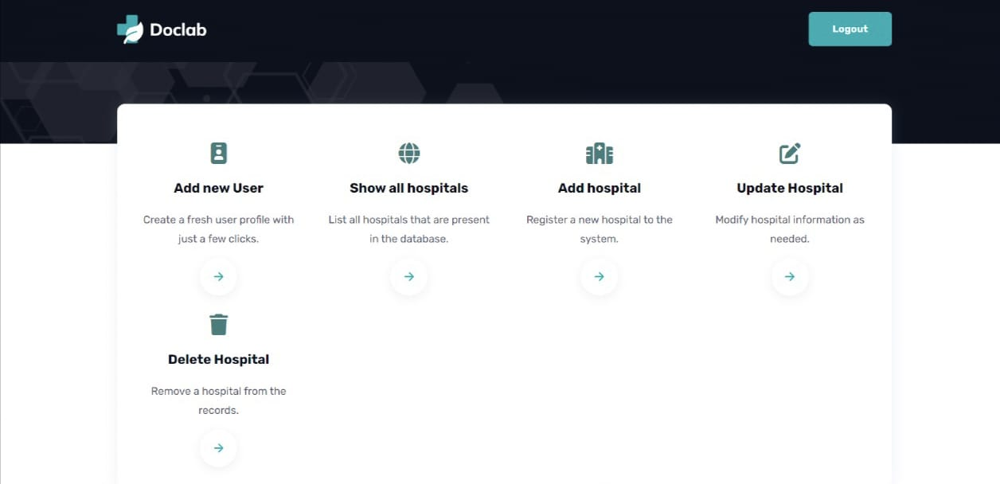 Doclab
Logout
Add new User
Create a fresh user profile with
just a few clicks.
Show all hospitals
List all hospitals that are present
in the database.
Add hospital
Register a new hospital to the
system.
Update Hospital
Modify hospital information as
needed.
Delete Hospital
Remove a hospital from the
records.